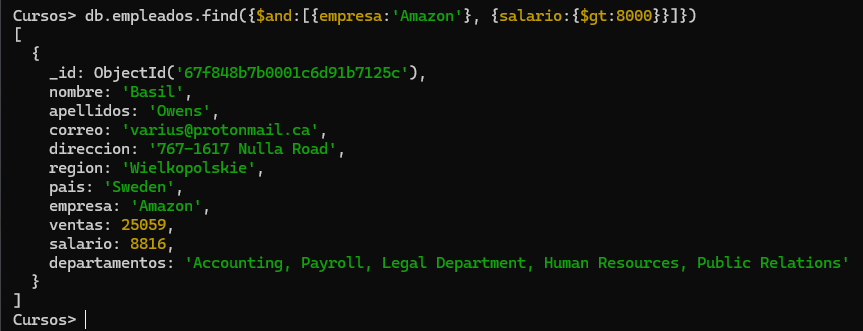 Cursos> db.empleados.find({$and:[{empresa:'Amazon'}, {salario:{$gt:8000}}]})
[
  {
    _id: ObjectId('67f848b7b0001c6d91b7125c'),
    nombre: 'Basil',
    apellidos: 'Owens',
    correo: 'varius@protonmail.ca',
    direccion: '767-1617 Nulla Road',
    region: 'Wielkopolskie',
    pais: 'Sweden',
    empresa: 'Amazon',
    ventas: 25059,
    salario: 8816,
    departamentos: 'Accounting, Payroll, Legal Department, Human Resources, Public Relations'
  }
]
Cursos>